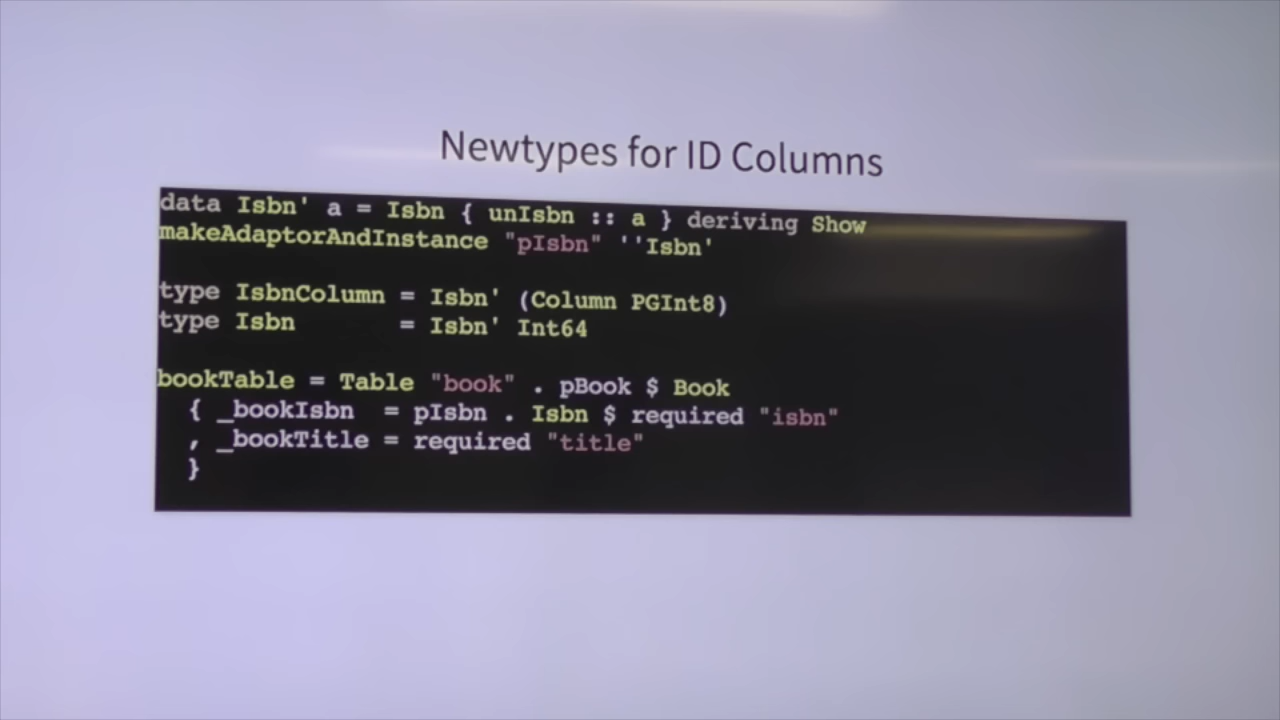 Newtypes for ID Columns
data Isbn' a = Isbn { unIsbn :: a } deriving Show
makeAdaptorAndInstance "pIsbn" ''Isbn'
type IsbnColumn = Isbn' (Column PGInt8)
type Isbn       = Isbn' Int64
bookTable = Table "book" . pBook $ Book
  { _bookIsbn  = pIsbn . Isbn $ required "isbn"
  , _bookTitle = required "title"
  }